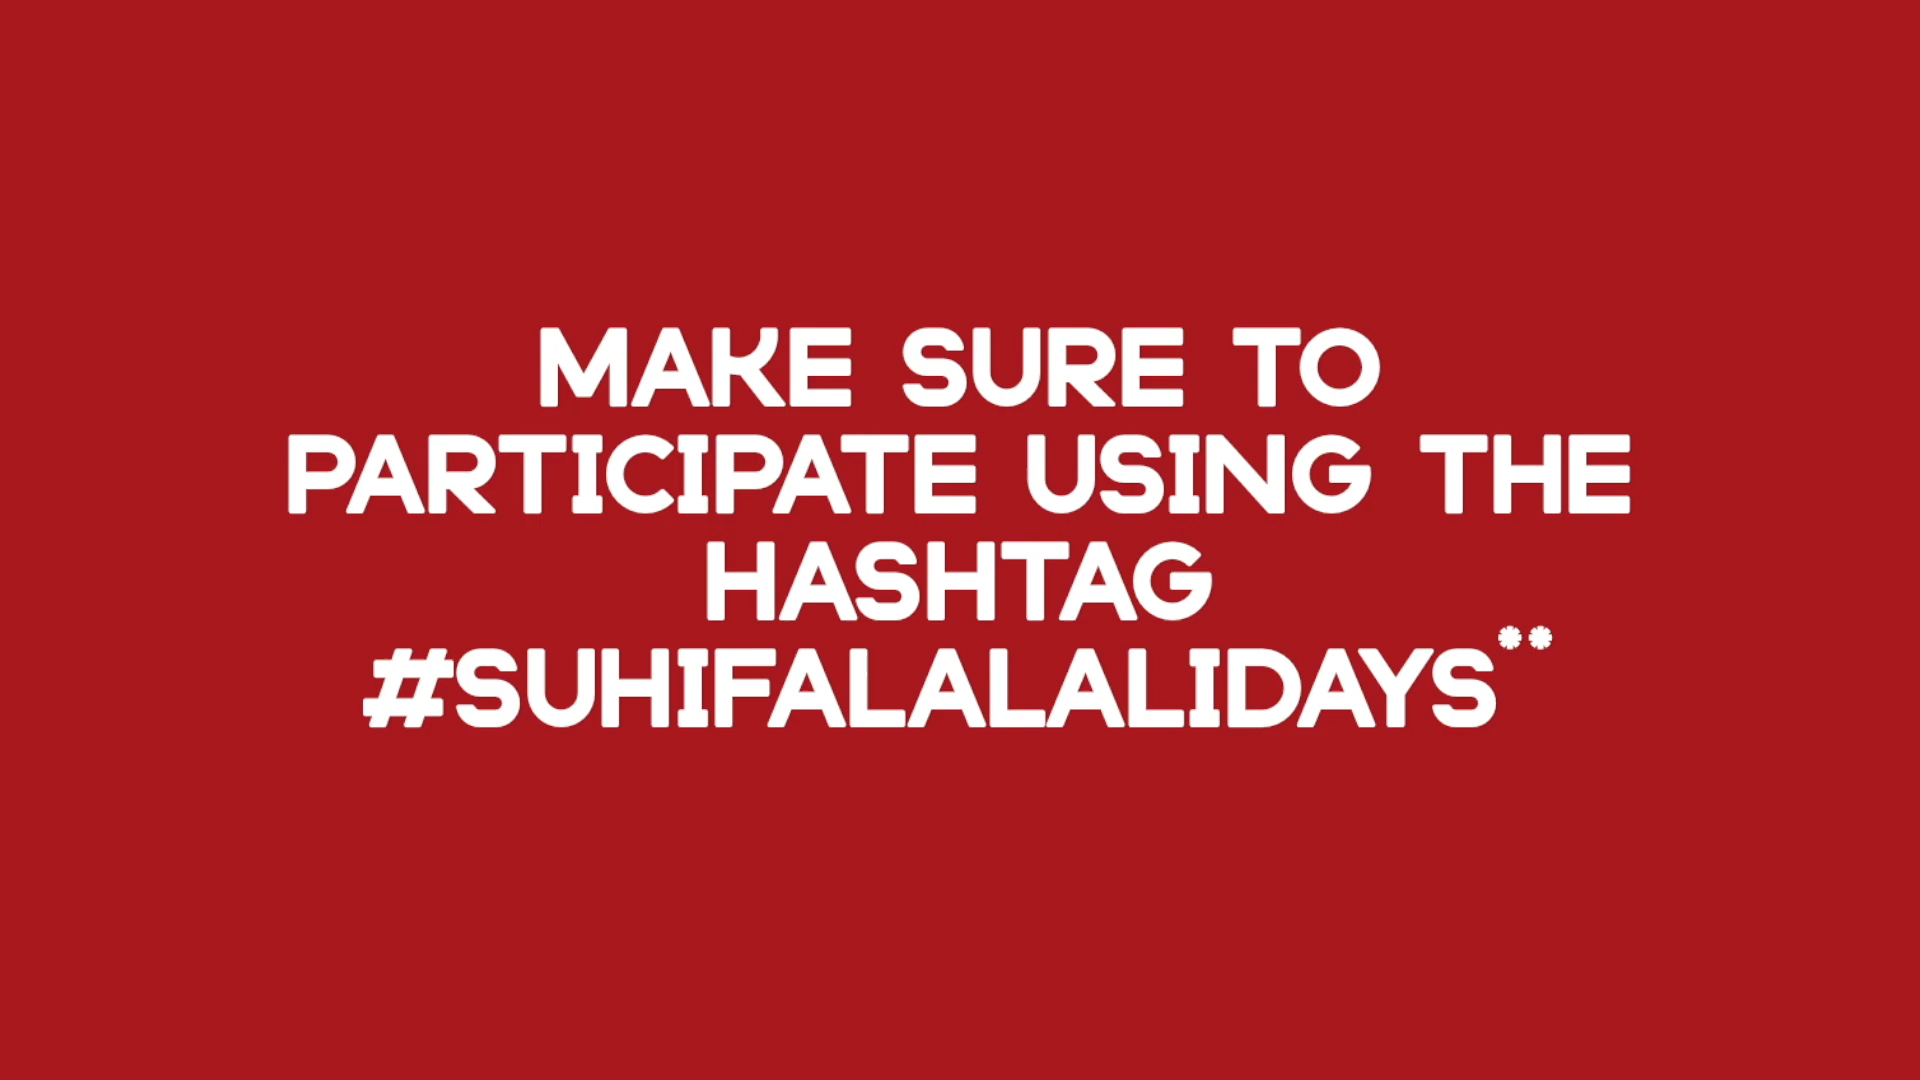 MAKE SURE TO
PARTICIPATE USING THE
HASHTAG
#SUHIFALALALIDAYS**